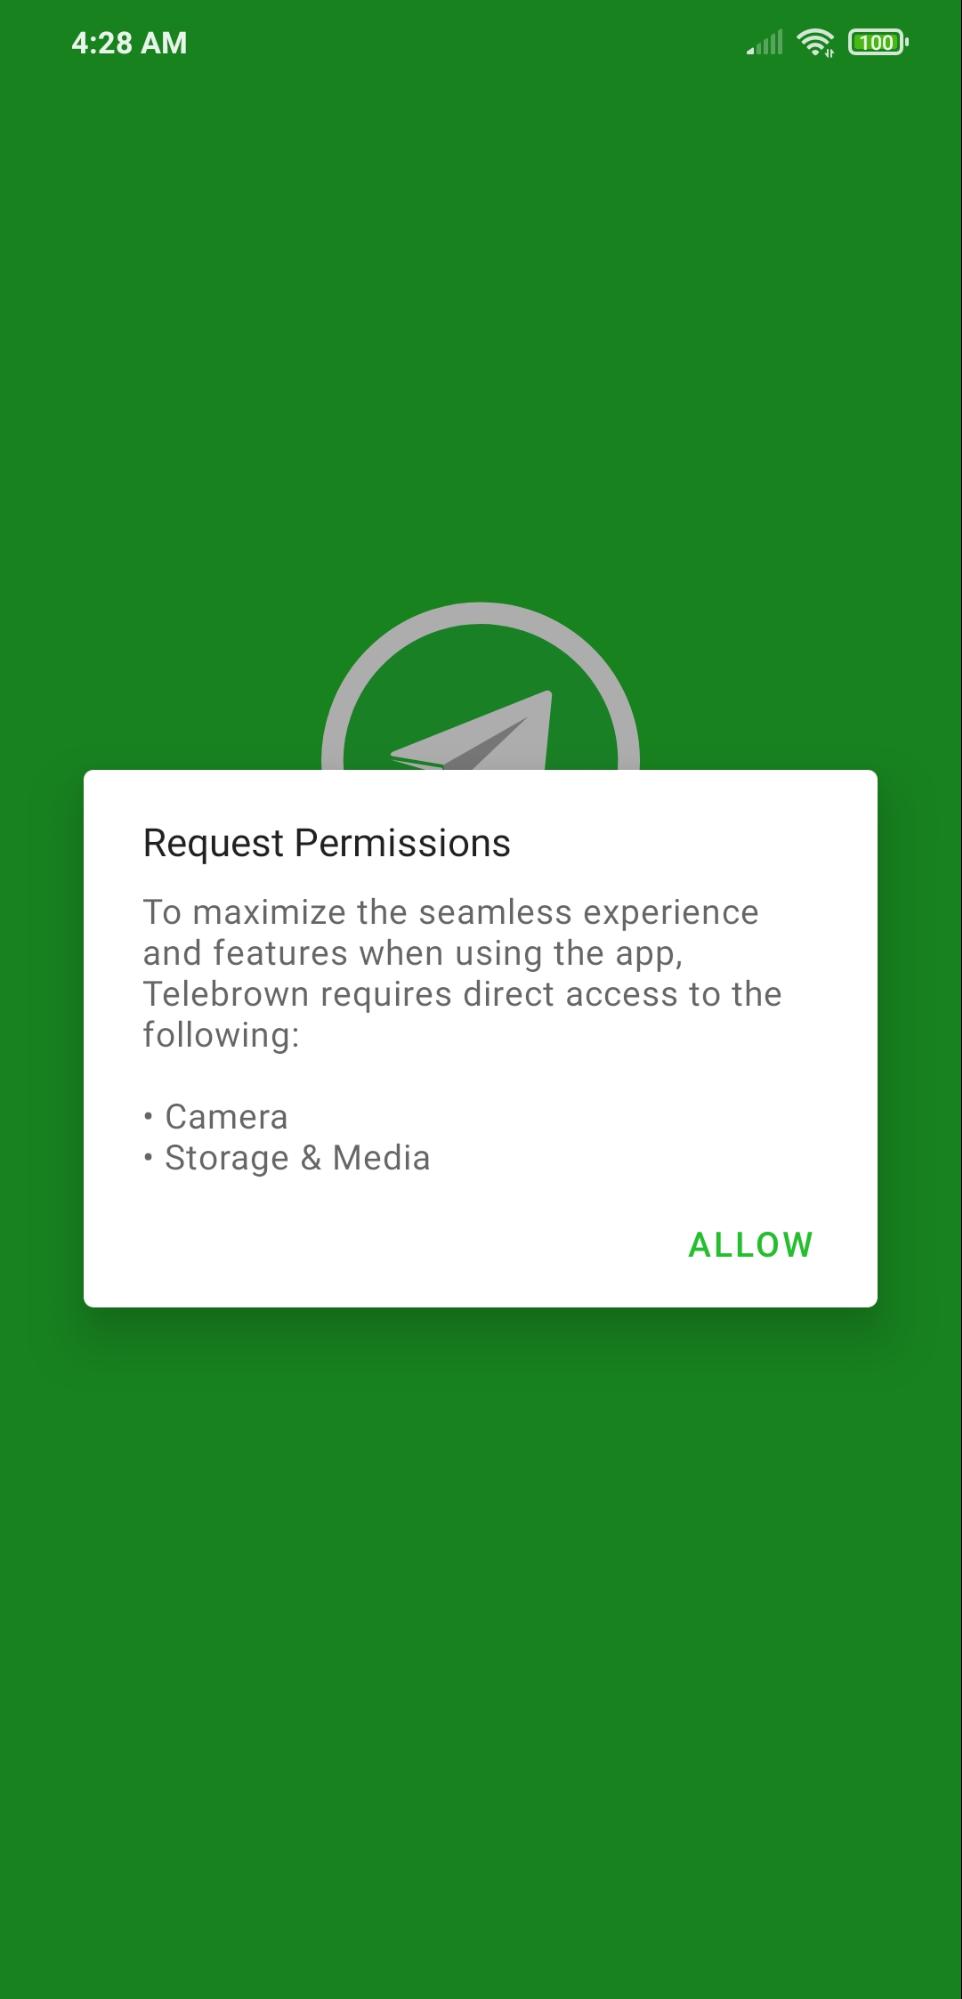 4:28 AM
100
Request Permissions
To maximize the seamless experience
and features when using the app,
Telebrown requires direct access to the
following:
• Camera
• Storage & Media
ALLOW